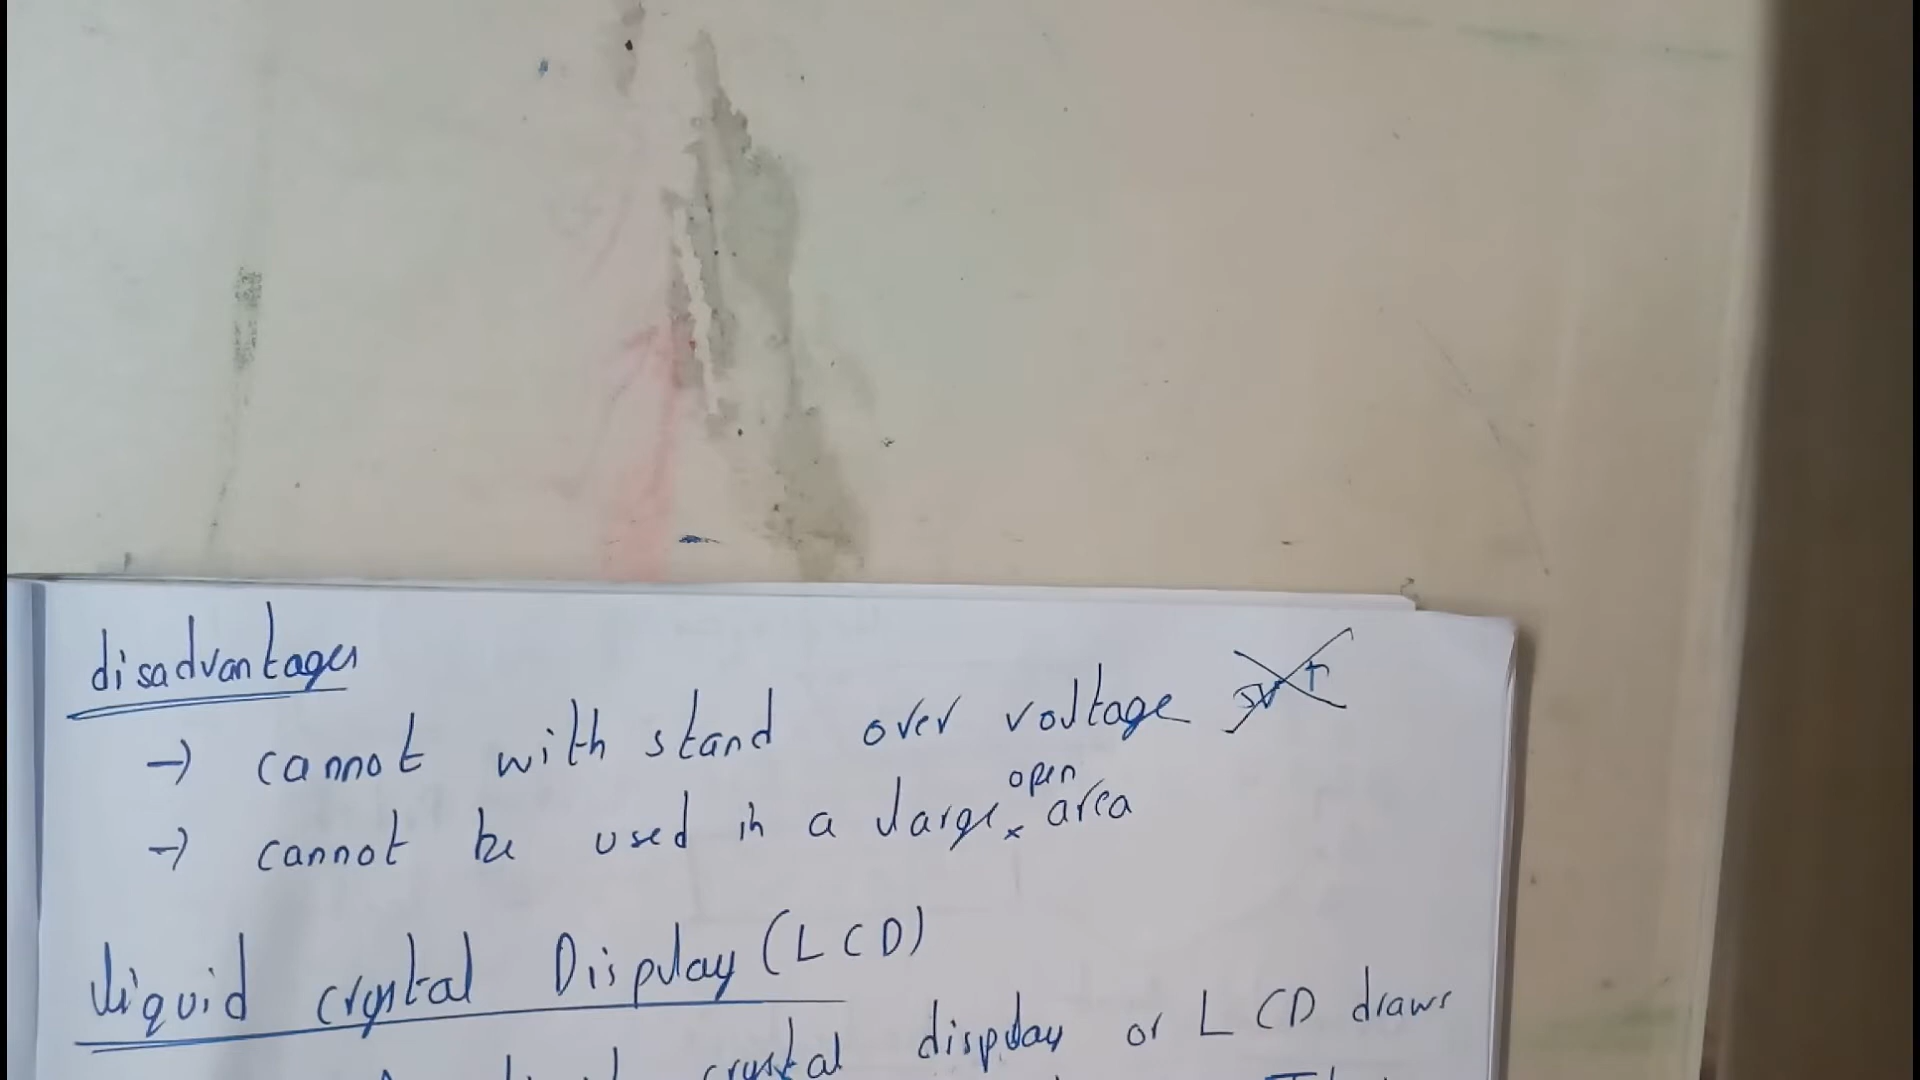 disadvantages
→ cannot with stand over voltage
→ cannot be used in a large open area
liquid crystal Display (LCD)
crystal display or LCD draws